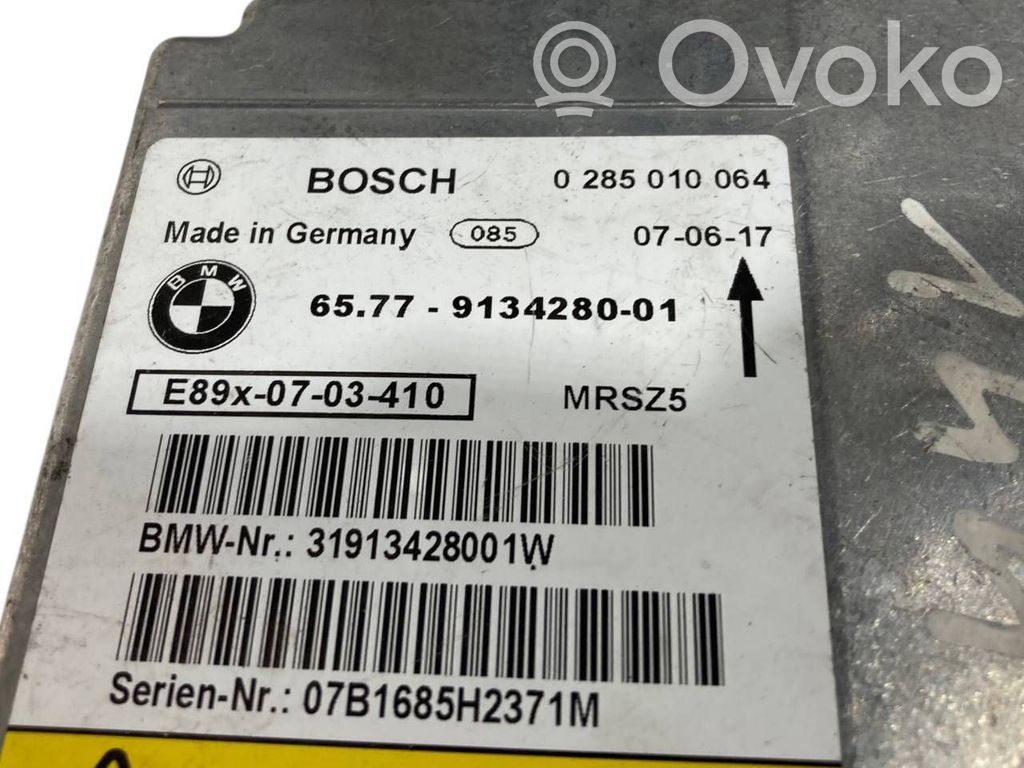 Ovoko
BOSCH 0 285 010 064
Made in Germany 085 07-06-17
BMW 65.77 - 9134280-01
E89x-07-03-410 MRSZ5
BMW-Nr.: 31913428001W
Serien-Nr.: 07B1685H2371M